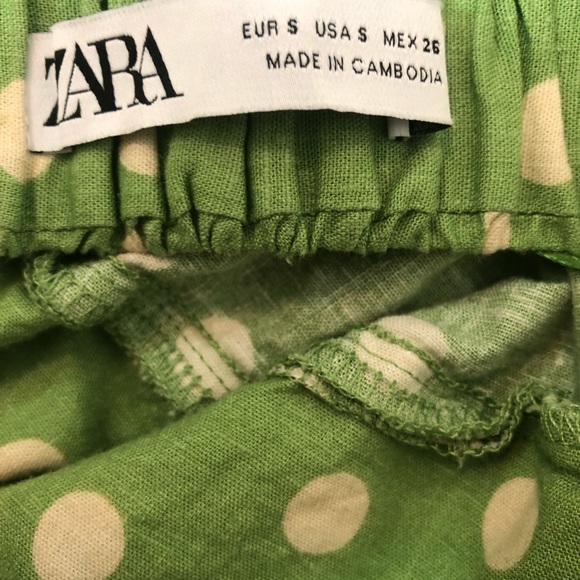 ZARA
EUR S USA S MEX 26
MADE IN CAMBODIA